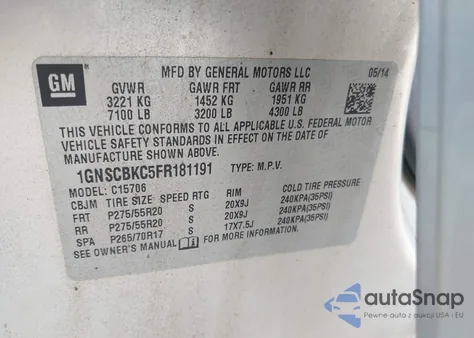 GM
MFD BY GENERAL MOTORS LLC 05/14
GVWR GAWR FRT GAWR RR
3221 KG 1452 KG 1951 KG
7100 LB 3200 LB 4300 LB
THIS VEHICLE CONFORMS TO ALL APPLICABLE U.S. FEDERAL MOTOR
VEHICLE SAFETY STANDARDS IN EFFECT ON THE DATE OF
MANUFACTURE SHOWN ABOVE.
1GNSCBKC5FR181191 TYPE: M.P.V.
MODEL: C15706
CBJM TIRE SIZE SPEED RTG RIM COLD TIRE PRESSURE
FRT P275/55R20 S 20X9J 240KPA(35PSI)
RR P275/55R20 S 20X9J 240KPA(35PSI)
SPA P265/70R17 S 17X7.5J 240KPA(35PSI)
SEE OWNER'S MANUAL FOR MORE INFORMATION.
autoSnap
Pewne auto z aukcji USA - EU